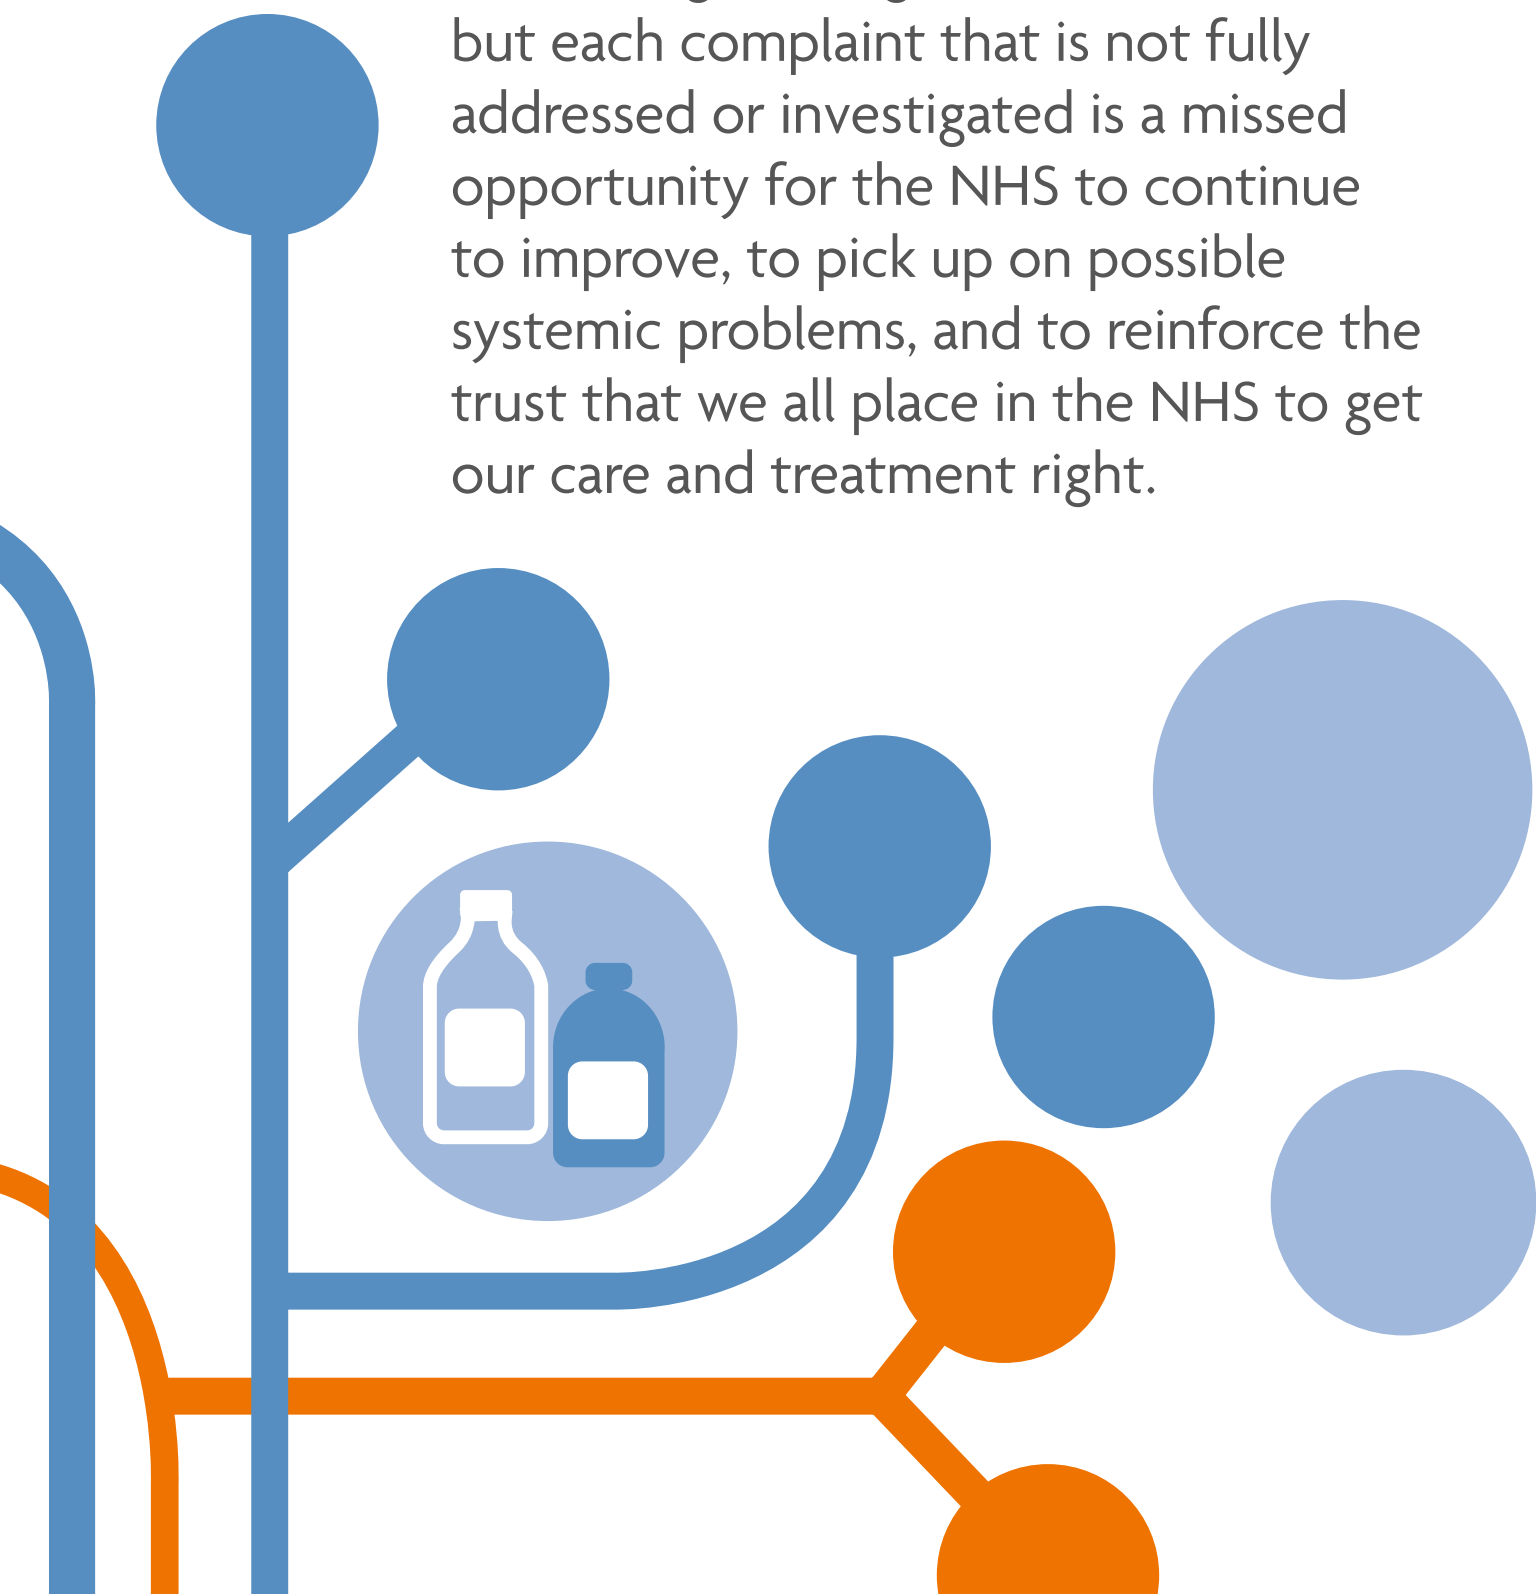 but each complaint that is not fully
addressed or investigated is a missed
opportunity for the NHS to continue
to improve, to pick up on possible
systemic problems, and to reinforce the
trust that we all place in the NHS to get
our care and treatment right.